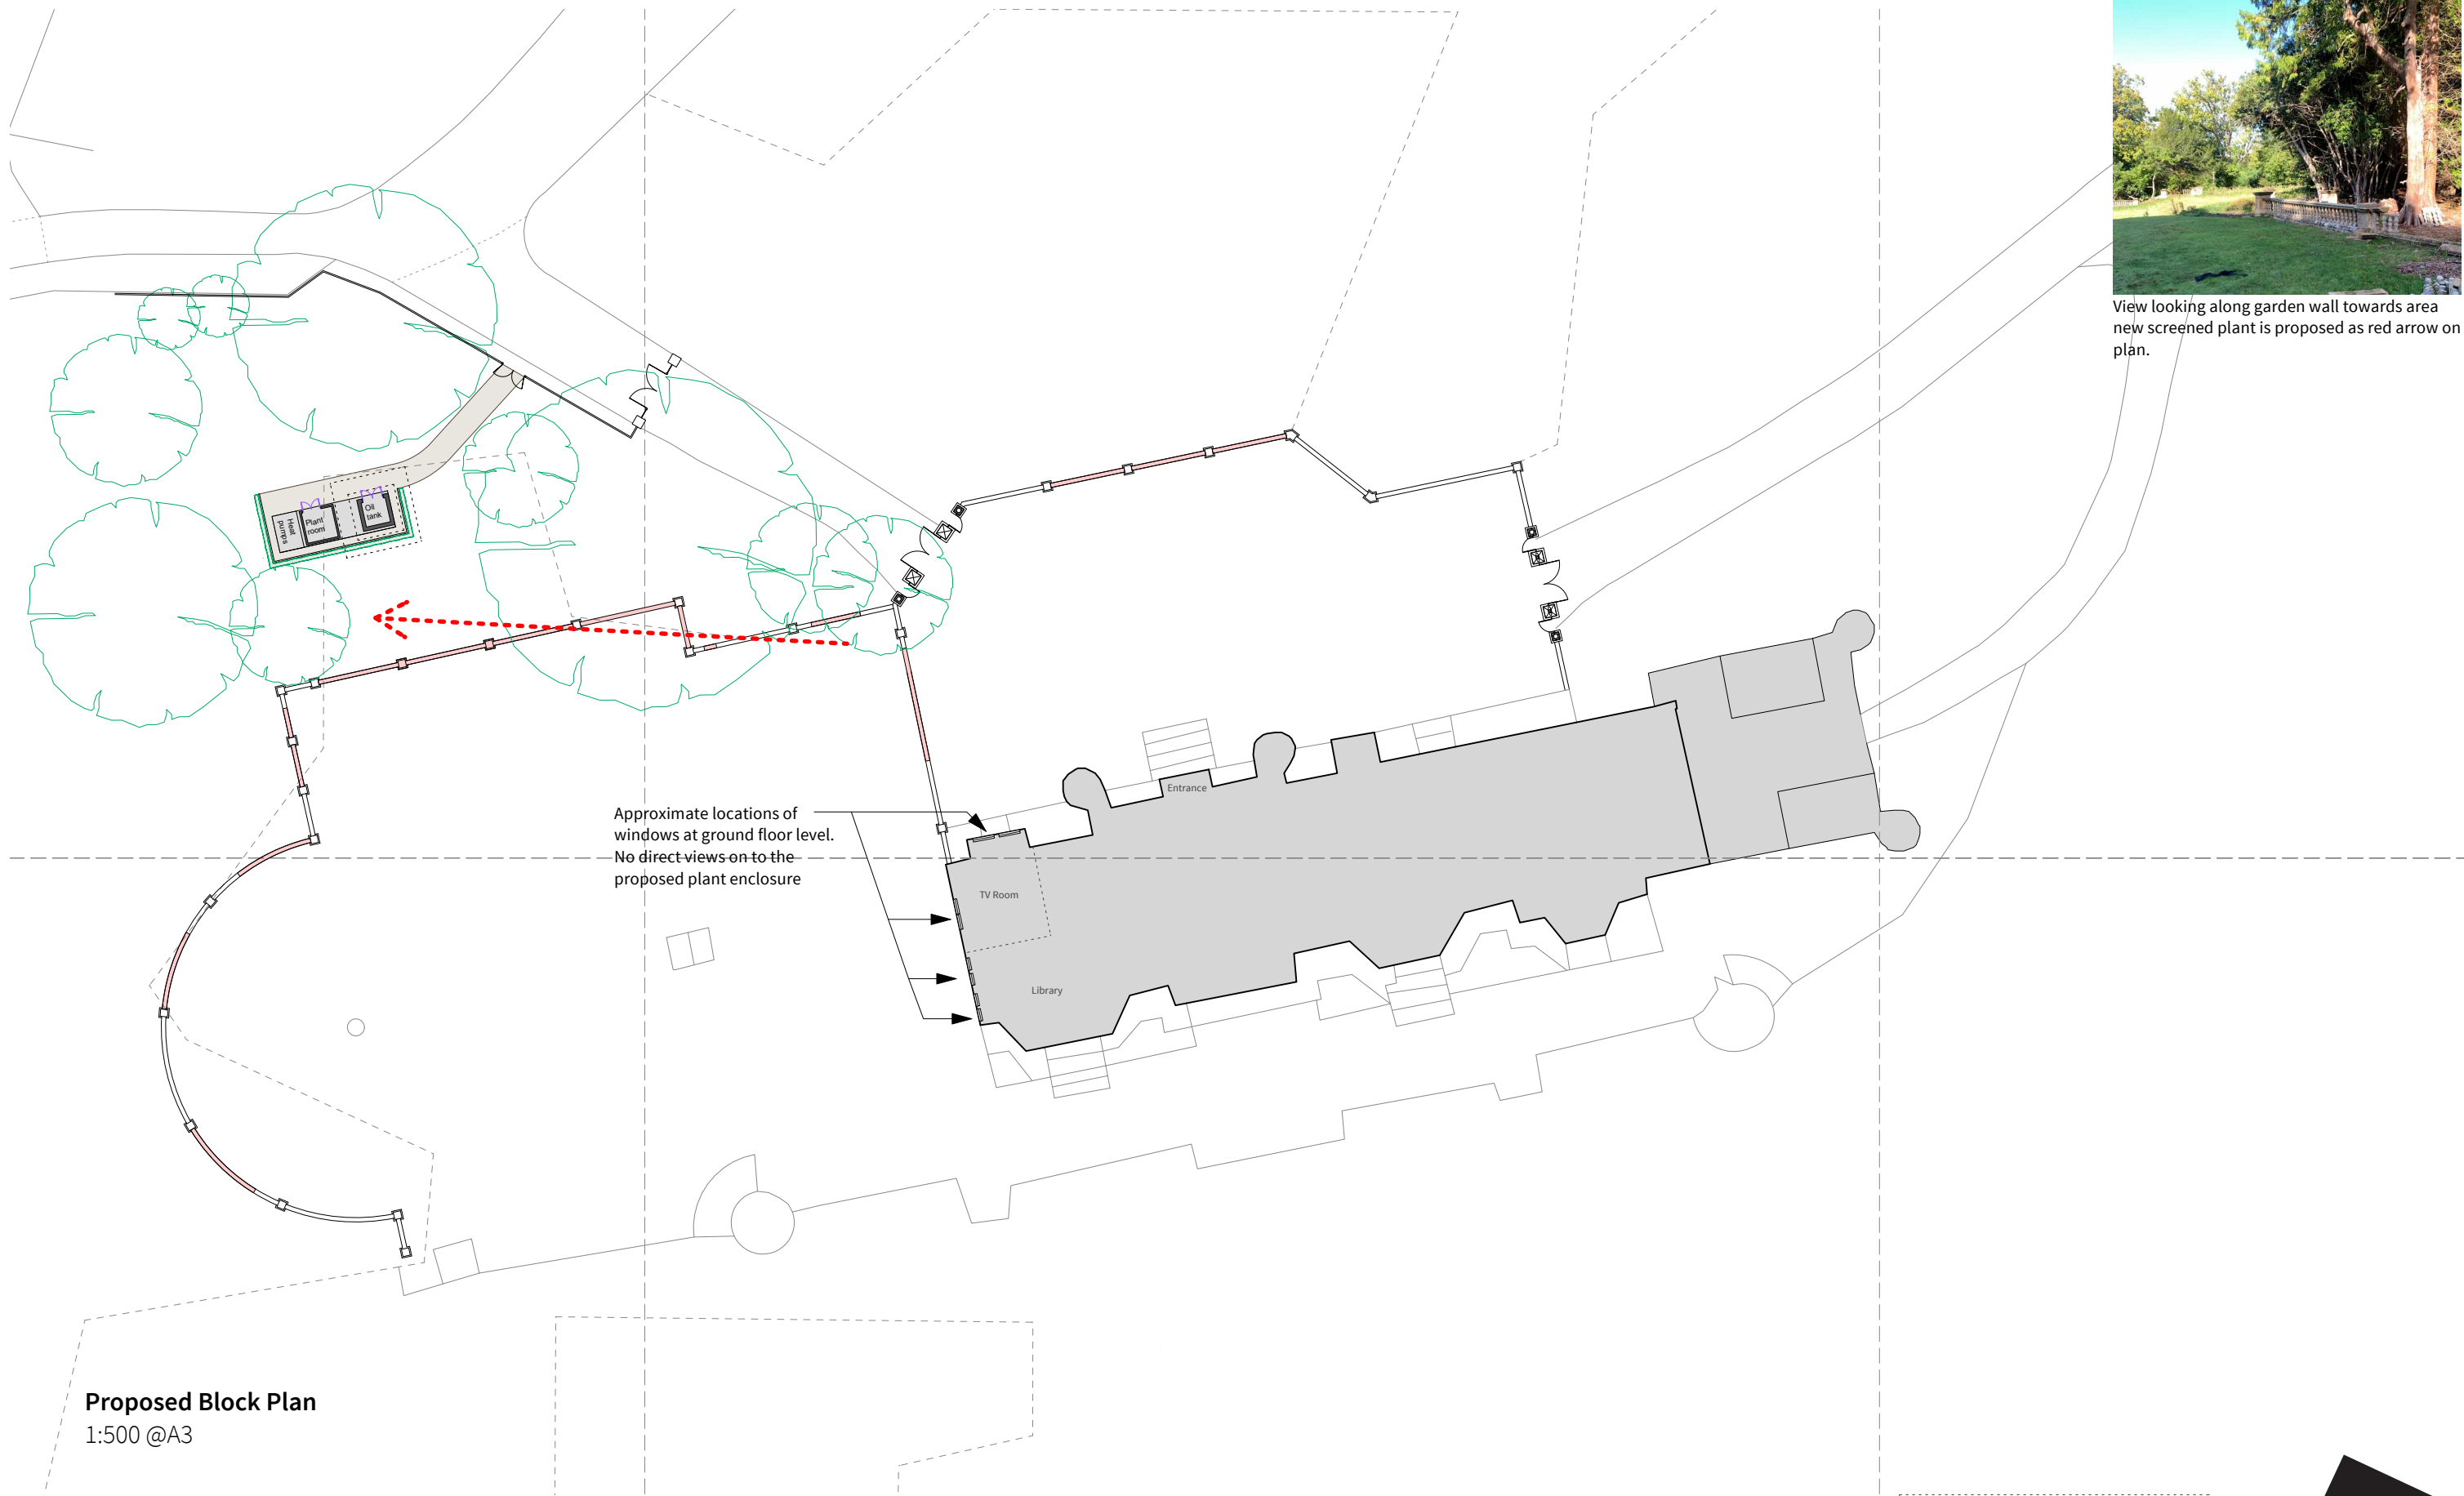 View looking along garden wall towards area
new screened plant is proposed as red arrow on
plan.
Heat
pumps
Plant
room
Oil
tank
Entrance
Approximate locations of
windows at ground floor level.
No direct views on to the
proposed plant enclosure
TV Room
Library
Proposed Block Plan
1:500 @A3